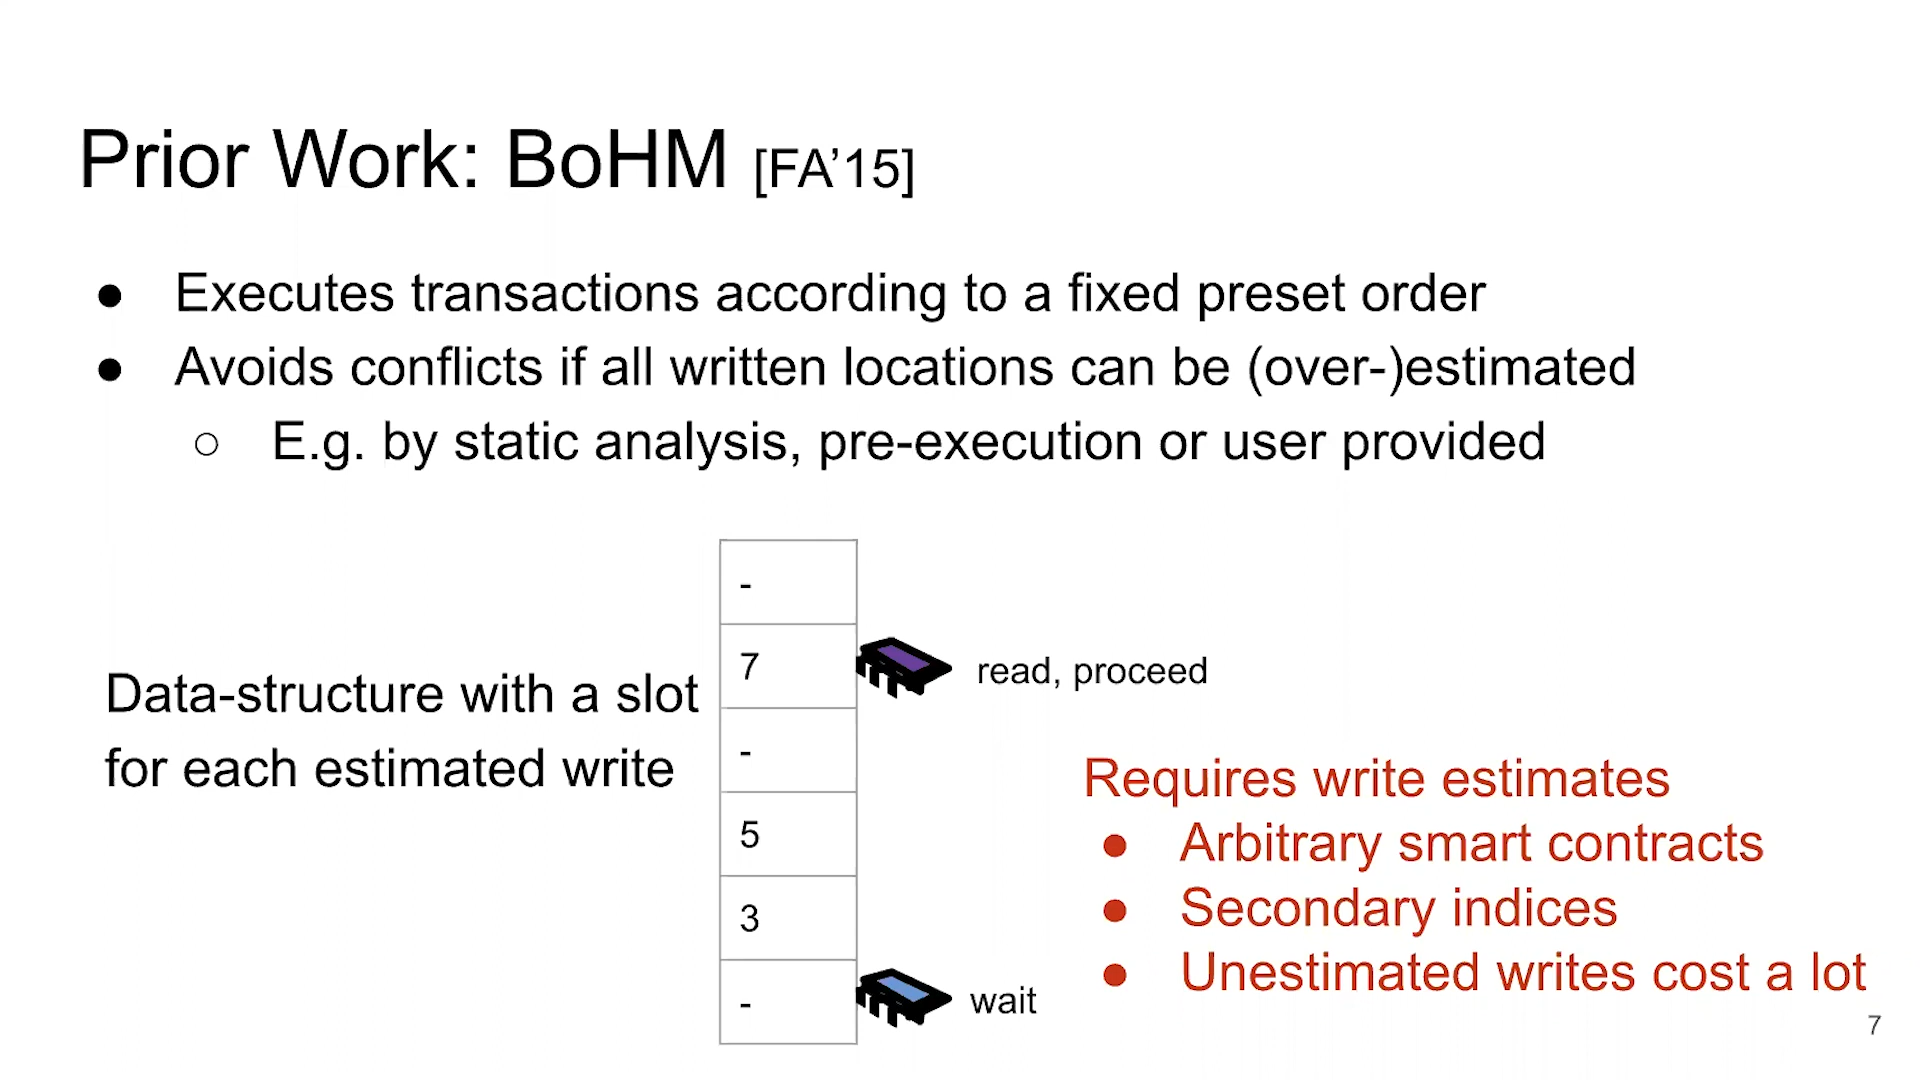 Prior Work: BoHM [FA’15]
● Executes transactions according to a fixed preset order
● Avoids conflicts if all written locations can be (over-)estimated
○ E.g. by static analysis, pre-execution or user provided
Data-structure with a slot
for each estimated write
-
7
-
5
3
-
read, proceed
wait
Requires write estimates
● Arbitrary smart contracts
● Secondary indices
● Unestimated writes cost a lot
7